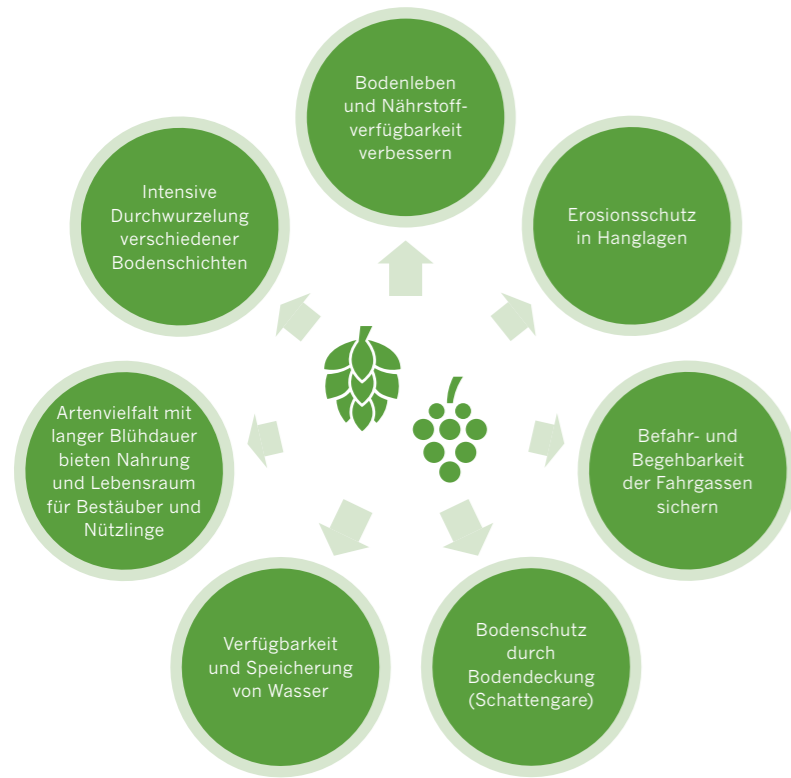 Bodenleben
und Nährstoff-
verfügbarkeit
verbessern
Erosionsschutz
in Hanglagen
Befahr- und
Begehbarkeit
der Fahrgassen
sichern
Bodenschutz
durch
Bodendeckung
(Schattengare)
Verfügbarkeit
und Speicherung
von Wasser
Artenvielfalt mit
langer Blühdauer
bieten Nahrung
und Lebensraum
für Bestäuber und
Nützlinge
Intensive
Durchwurzelung
verschiedener
Bodenschichten